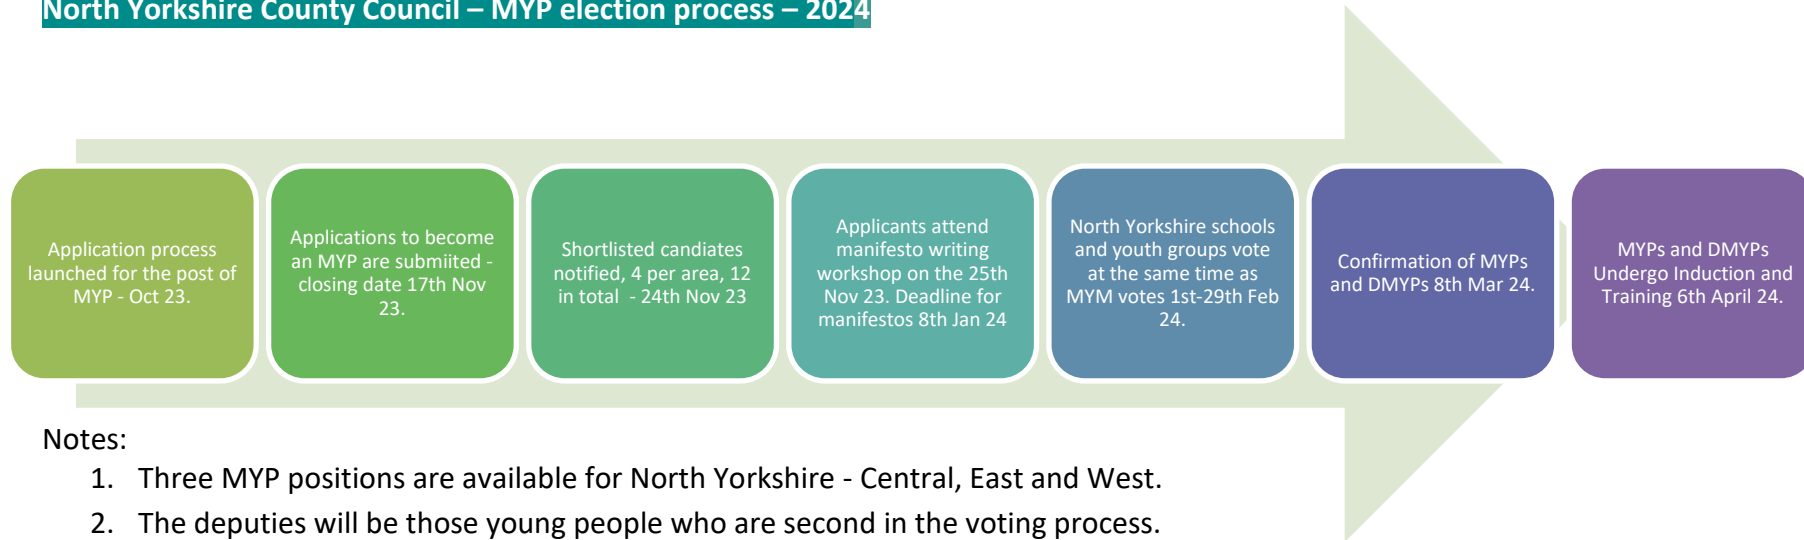 North Yorkshire County Council – MYP election process – 2024
Application process
launched for the post of
MYP - Oct 23.
Applications to become
an MYP are submiited -
closing date 17th Nov
23.
Shortlisted candiates
notified, 4 per area, 12
in total - 24th Nov 23
Applicants attend
manifesto writing
workshop on the 25th
Nov 23. Deadline for
manifestos 8th Jan 24
North Yorkshire schools
and youth groups vote
at the same time as
MYM votes 1st-29th Feb
24.
Confirmation of MYPs
and DMYPs 8th Mar 24.
MYPs and DMYPs
Undergo Induction and
Training 6th April 24.
Notes:
1. Three MYP positions are available for North Yorkshire - Central, East and West.
2. The deputies will be those young people who are second in the voting process.